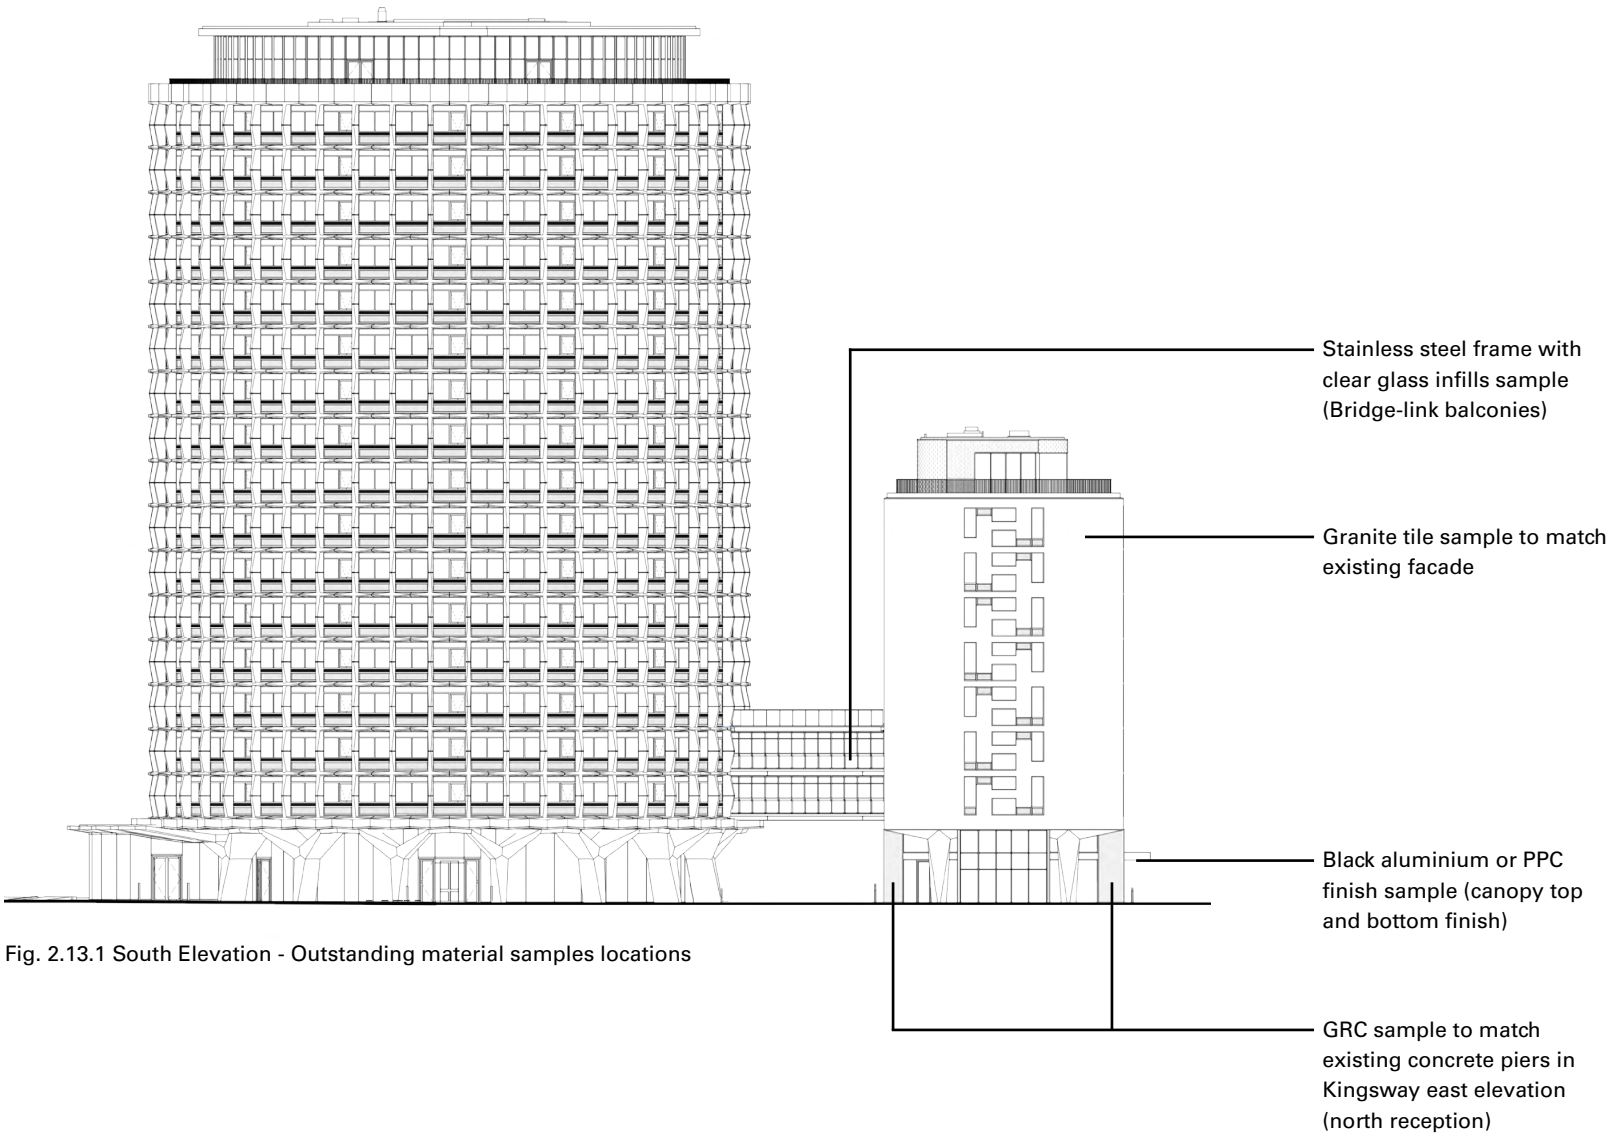 Stainless steel frame with
clear glass infills sample
(Bridge-link balconies)
Granite tile sample to match
existing facade
Black aluminium or PPC
finish sample (canopy top
and bottom finish)
Fig. 2.13.1 South Elevation - Outstanding material samples locations
GRC sample to match
existing concrete piers in
Kingsway east elevation
(north reception)